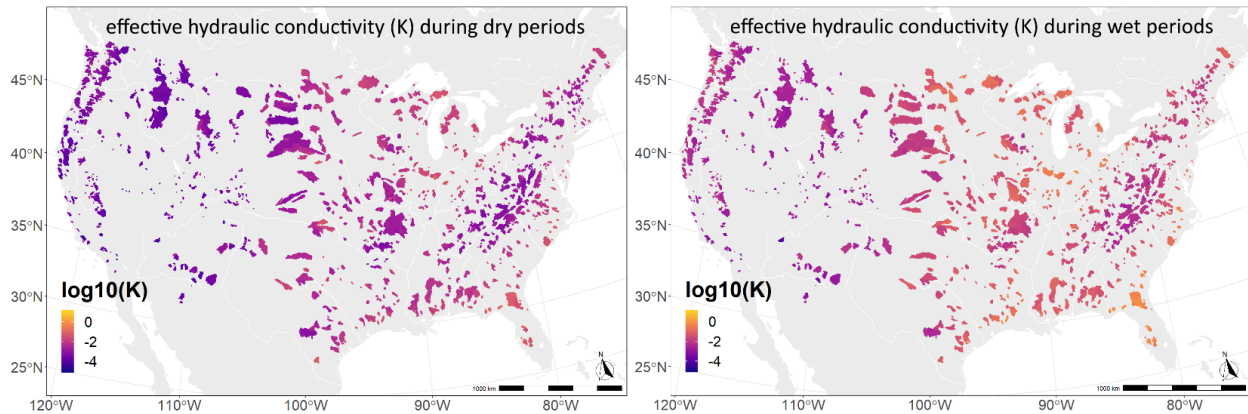 effective hydraulic conductivity (K) during dry periods
45°N
40°N
35°N
30°N
25°N
log10(K)
0
-2
-4
N
1000 km
120°W
110°W
100°W
90°W
80°W
effective hydraulic conductivity (K) during wet periods
45°N
40°N
35°N
30°N
25°N
log10(K)
0
-2
-4
N
1000 km
120°W
110°W
100°W
90°W
80°W